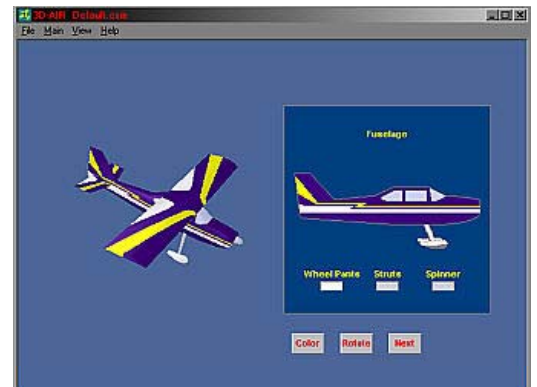 3D-AIR Default.cus
File Main View Help
Fuselage
Wheel Pants Struts Spinner
Color Rotate Next